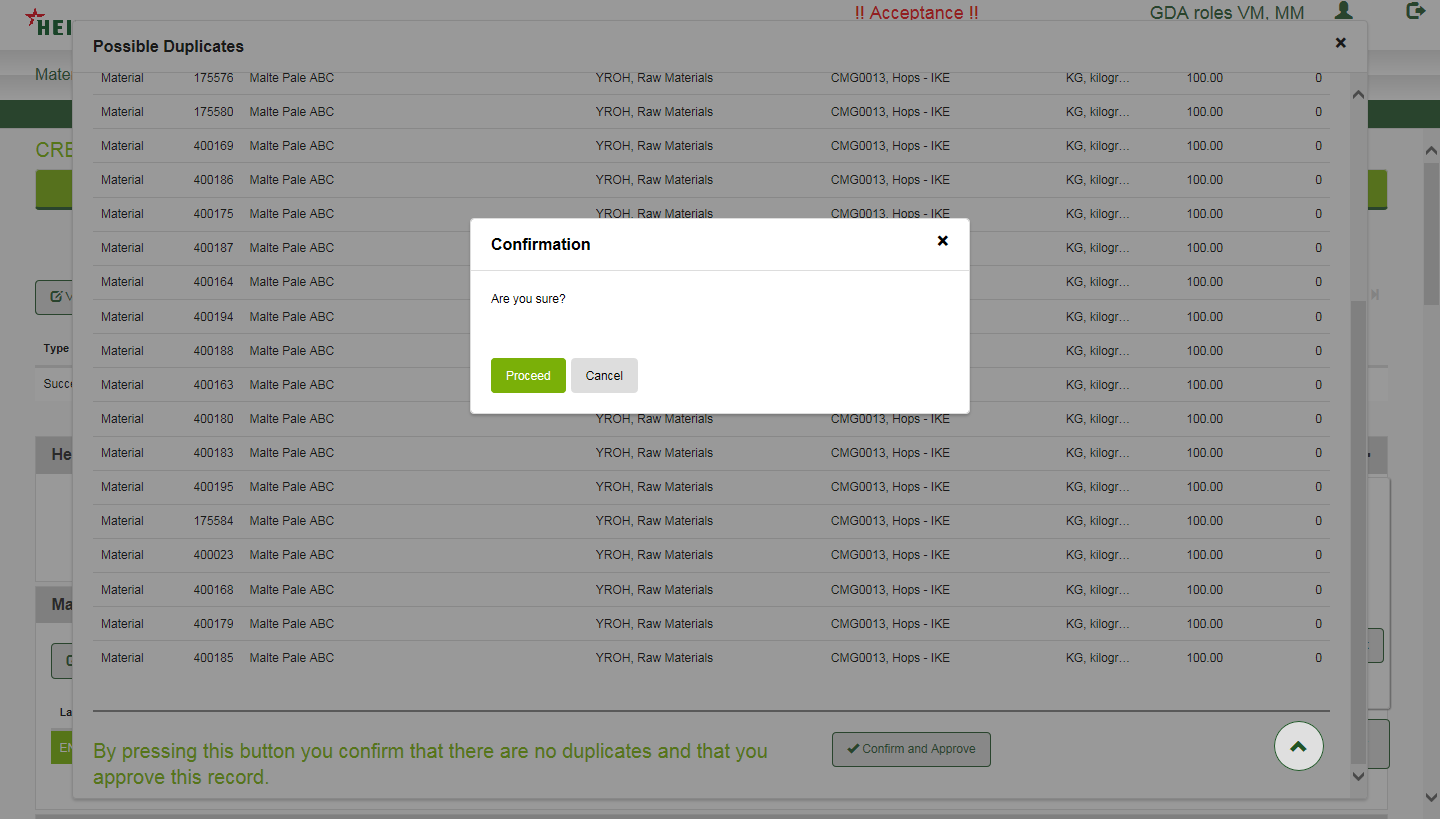 HEI
!! Acceptance !!
GDA roles VM, MM
Possible Duplicates
Mate
CRE
Material 175576 Malte Pale ABC YROH, Raw Materials CMG0013, Hops - IKE KG, kilogr... 100.00 0
Material 175580 Malte Pale ABC YROH, Raw Materials CMG0013, Hops - IKE KG, kilogr... 100.00 0
Material 400169 Malte Pale ABC YROH, Raw Materials CMG0013, Hops - IKE KG, kilogr... 100.00 0
Material 400186 Malte Pale ABC YROH, Raw Materials CMG0013, Hops - IKE KG, kilogr... 100.00 0
Material 400175 Malte Pale ABC YROH, Raw Materials CMG0013, Hops - IKE KG, kilogr... 100.00 0
Material 400187 Malte Pale ABC KG, kilogr... 100.00 0
Material 400164 Malte Pale ABC KG, kilogr... 100.00 0
Material 400194 Malte Pale ABC KG, kilogr... 100.00 0
Material 400188 Malte Pale ABC KG, kilogr... 100.00 0
Material 400163 Malte Pale ABC KG, kilogr... 100.00 0
Material 400180 Malte Pale ABC YROH, Raw Materials CMG0013, Hops - IKE KG, kilogr... 100.00 0
Material 400183 Malte Pale ABC YROH, Raw Materials CMG0013, Hops - IKE KG, kilogr... 100.00 0
Material 400195 Malte Pale ABC YROH, Raw Materials CMG0013, Hops - IKE KG, kilogr... 100.00 0
Material 175584 Malte Pale ABC YROH, Raw Materials CMG0013, Hops - IKE KG, kilogr... 100.00 0
Material 400023 Malte Pale ABC YROH, Raw Materials CMG0013, Hops - IKE KG, kilogr... 100.00 0
Material 400168 Malte Pale ABC YROH, Raw Materials CMG0013, Hops - IKE KG, kilogr... 100.00 0
Material 400179 Malte Pale ABC YROH, Raw Materials CMG0013, Hops - IKE KG, kilogr... 100.00 0
Material 400185 Malte Pale ABC YROH, Raw Materials CMG0013, Hops - IKE KG, kilogr... 100.00 0
Confirmation
Are you sure?
Proceed Cancel
Type
Succe
He
Ma
La
EN
By pressing this button you confirm that there are no duplicates and that you
approve this record.
Confirm and Approve